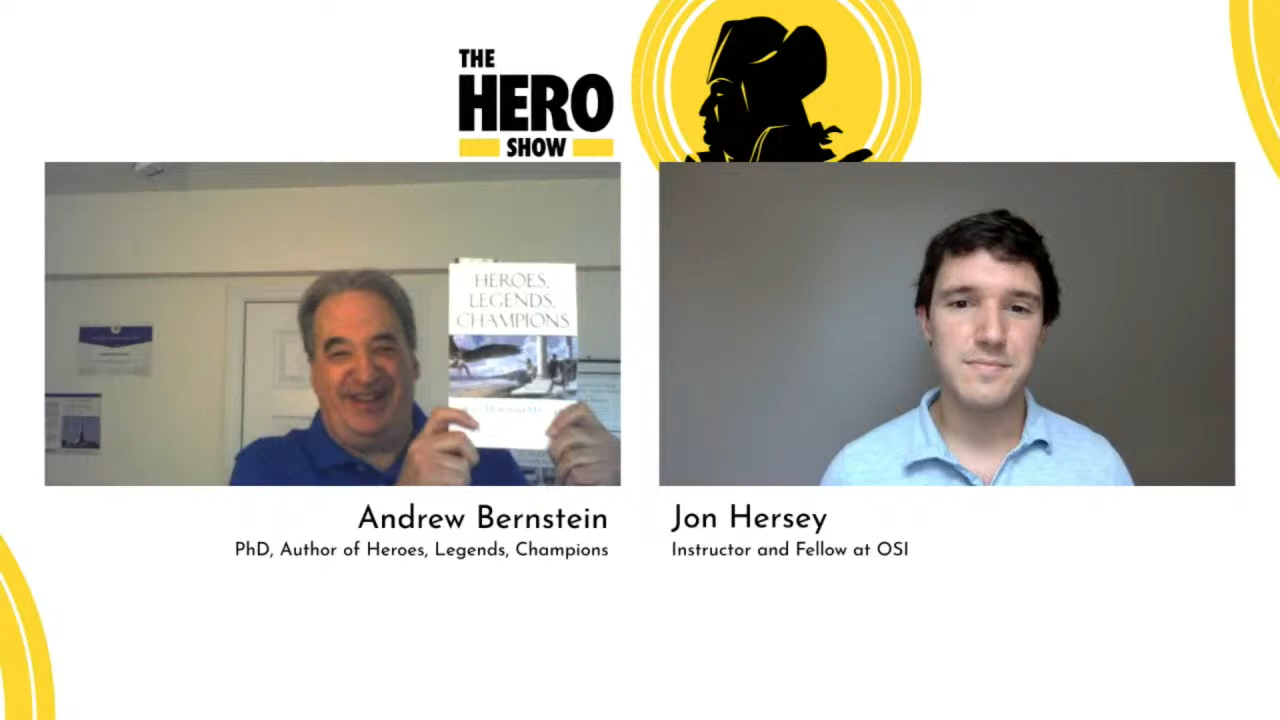 THE
HERO
SHOW
HEROES,
LEGENDS,
CHAMPIONS
Andrew Bernstein
PhD, Author of Heroes, Legends, Champions
Jon Hersey
Instructor and Fellow at OSI